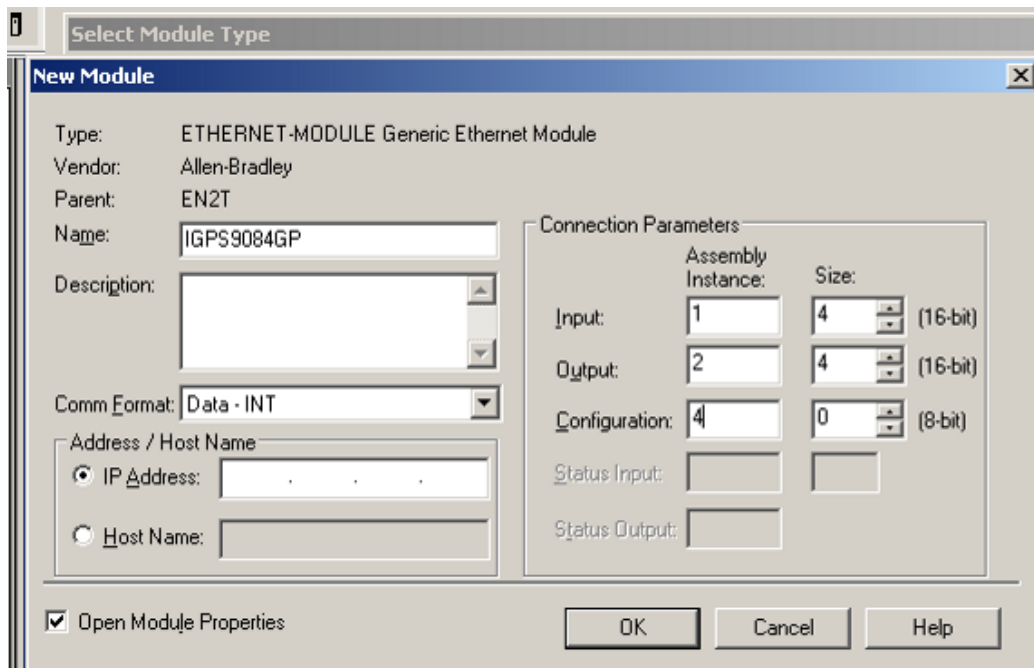 Select Module Type
New Module
Type: ETHERNET-MODULE Generic Ethernet Module
Vendor: Allen-Bradley
Parent: EN2T
Name: IGPS9084GP
Description:
Comm Format: Data - INT
Address / Host Name
IP Address: . . .
Host Name:
Connection Parameters
Assembly Instance: Size:
Input: 1 4 (16-bit)
Output: 2 4 (16-bit)
Configuration: 4 0 (8-bit)
Status Input:
Status Output:
Open Module Properties
OK Cancel Help